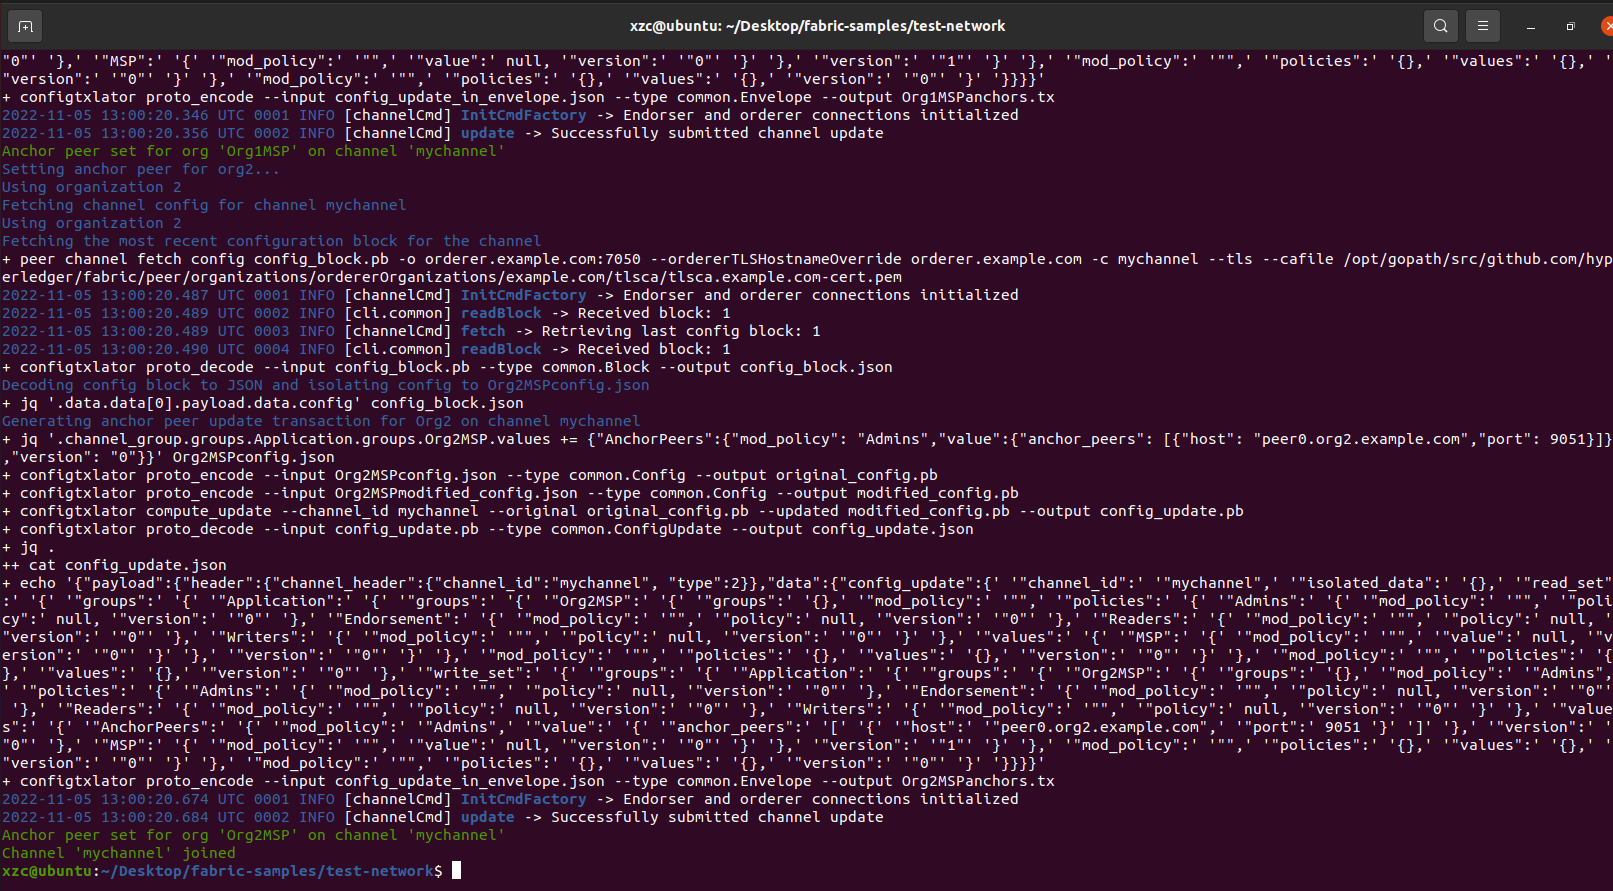 xzc@ubuntu: ~/Desktop/fabric-samples/test-network
"0"' '},' '"MSP":' '{' '"mod_policy":' '"",' '"value":' null, '"version":' '"0"' '}' '},' '"version":' '"1"' '}' '},' '"mod_policy":' '"",' '"policies":' '{},' '"values":' '{},' '
"version":' '"0"' '}' '},' '"mod_policy":' '"",' '"policies":' '{},' '"values":' '{},' '"version":' '"0"' '}' '}}}}'
+ configtxlator proto_encode --input config_update_in_envelope.json --type common.Envelope --output Org1MSPanchors.tx
2022-11-05 13:00:20.346 UTC 0001 INFO [channelCmd] InitCmdFactory -> Endorser and orderer connections initialized
2022-11-05 13:00:20.356 UTC 0002 INFO [channelCmd] update -> Successfully submitted channel update
Anchor peer set for org 'Org1MSP' on channel 'mychannel'
Setting anchor peer for org2...
Using organization 2
Fetching channel config for channel mychannel
Using organization 2
Fetching the most recent configuration block for the channel
+ peer channel fetch config config_block.pb -o orderer.example.com:7050 --ordererTLSHostnameOverride orderer.example.com -c mychannel --tls --cafile /opt/gopath/src/github.com/hyp
erledger/fabric/peer/organizations/ordererOrganizations/example.com/tlsca/tlsca.example.com-cert.pem
2022-11-05 13:00:20.487 UTC 0001 INFO [channelCmd] InitCmdFactory -> Endorser and orderer connections initialized
2022-11-05 13:00:20.489 UTC 0002 INFO [cli.common] readBlock -> Received block: 1
2022-11-05 13:00:20.489 UTC 0003 INFO [channelCmd] fetch -> Retrieving last config block: 1
2022-11-05 13:00:20.490 UTC 0004 INFO [cli.common] readBlock -> Received block: 1
+ configtxlator proto_decode --input config_block.pb --type common.Block --output config_block.json
Decoding config block to JSON and isolating config to Org2MSPconfig.json
+ jq '.data.data[0].payload.data.config' config_block.json
Generating anchor peer update transaction for Org2 on channel mychannel
+ jq '.channel_group.groups.Application.groups.Org2MSP.values += {"AnchorPeers":{"mod_policy": "Admins","value":{"anchor_peers": [{"host": "peer0.org2.example.com","port": 9051}]}
,"version": "0"}}' Org2MSPconfig.json
+ configtxlator proto_encode --input Org2MSPconfig.json --type common.Config --output original_config.pb
+ configtxlator proto_encode --input Org2MSPmodified_config.json --type common.Config --output modified_config.pb
+ configtxlator compute_update --channel_id mychannel --original original_config.pb --updated modified_config.pb --output config_update.pb
+ configtxlator proto_decode --input config_update.pb --type common.ConfigUpdate --output config_update.json
+ jq .
++ cat config_update.json
+ echo '{"payload":{"header":{"channel_header":{"channel_id":"mychannel", "type":2}},"data":{"config_update":{' '"channel_id":' '"mychannel",' '"isolated_data":' '{},' '"read_set"
:' '{' '"groups":' '{' '"Application":' '{' '"groups":' '{' '"Org2MSP":' '{' '"groups":' '{},' '"mod_policy":' '"",' '"policies":' '{' '"Admins":' '{' '"mod_policy":' '"",' '"poli
cy":' null, '"version":' '"0"' '},' '"Endorsement":' '{' '"mod_policy":' '"",' '"policy":' null, '"version":' '"0"' '},' '"Readers":' '{' '"mod_policy":' '"",' '"policy":' null, '
"version":' '"0"' '},' '"Writers":' '{' '"mod_policy":' '"",' '"policy":' null, '"version":' '"0"' '}' '},' '"values":' '{' '"MSP":' '{' '"mod_policy":' '"",' '"value":' null, '"v
ersion":' '"0"' '}' '},' '"version":' '"0"' '}' '},' '"mod_policy":' '"",' '"policies":' '{},' '"values":' '{},' '"version":' '"0"' '}' '},' '"mod_policy":' '"",' '"policies":' '{
},' '"values":' '{},' '"version":' '"0"' '},' '"write_set":' '{' '"groups":' '{' '"Application":' '{' '"groups":' '{' '"Org2MSP":' '{' '"groups":' '{},' '"mod_policy":' '"Admins",
' '"policies":' '{' '"Admins":' '{' '"mod_policy":' '"",' '"policy":' null, '"version":' '"0"' '},' '"Endorsement":' '{' '"mod_policy":' '"",' '"policy":' null, '"version":' '"0"'
 '},' '"Readers":' '{' '"mod_policy":' '"",' '"policy":' null, '"version":' '"0"' '},' '"Writers":' '{' '"mod_policy":' '"",' '"policy":' null, '"version":' '"0"' '}' '},' '"value
s":' '{' '"AnchorPeers":' '{' '"mod_policy":' '"Admins",' '"value":' '{' '"anchor_peers":' '[' '{' '"host":' '"peer0.org2.example.com",' '"port":' 9051 '}' ']' '},' '"version":' '
"0"' '},' '"MSP":' '{' '"mod_policy":' '"",' '"value":' null, '"version":' '"0"' '}' '},' '"version":' '"1"' '}' '},' '"mod_policy":' '"",' '"policies":' '{},' '"values":' '{},' '
"version":' '"0"' '}' '},' '"mod_policy":' '"",' '"policies":' '{},' '"values":' '{},' '"version":' '"0"' '}' '}}}}'
+ configtxlator proto_encode --input config_update_in_envelope.json --type common.Envelope --output Org2MSPanchors.tx
2022-11-05 13:00:20.674 UTC 0001 INFO [channelCmd] InitCmdFactory -> Endorser and orderer connections initialized
2022-11-05 13:00:20.684 UTC 0002 INFO [channelCmd] update -> Successfully submitted channel update
Anchor peer set for org 'Org2MSP' on channel 'mychannel'
Channel 'mychannel' joined
xzc@ubuntu:~/Desktop/fabric-samples/test-network$